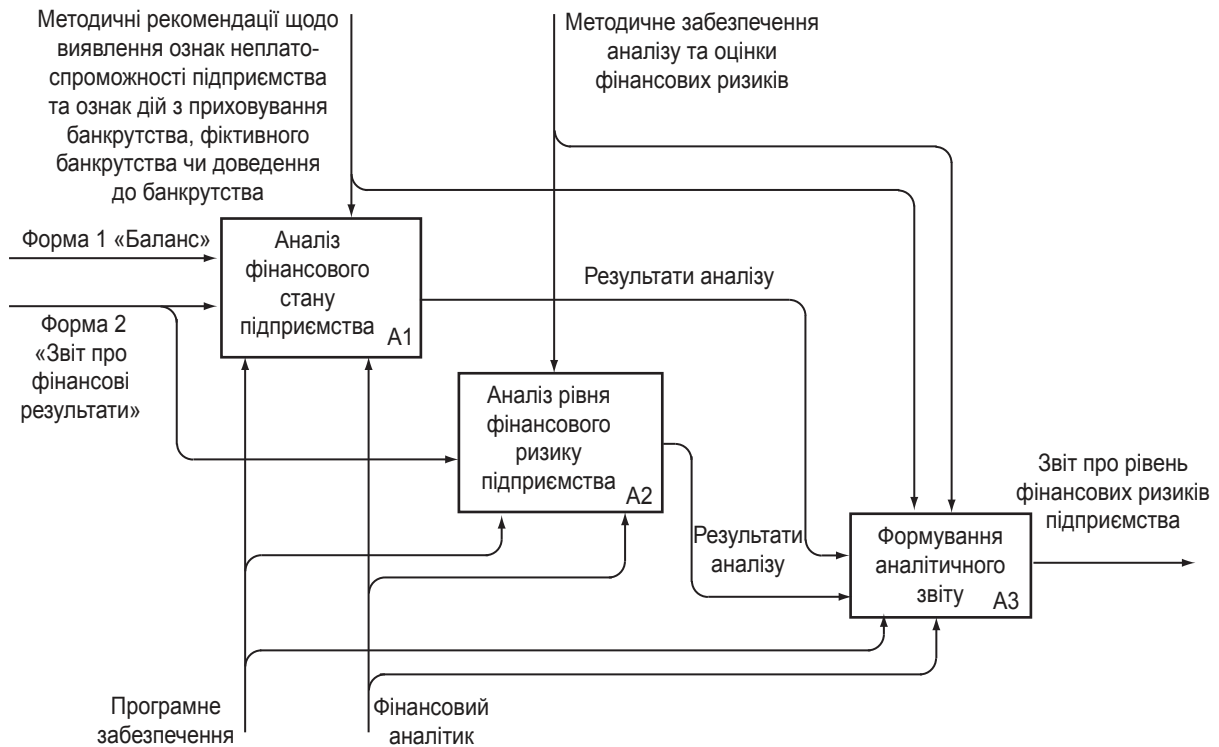 Методичні рекомендації щодо
виявлення ознак неплато-
спроможності підприємства
та ознак дій з приховування
банкрутства, фіктивного
банкрутства чи доведення
до банкрутства
Методичне забезпечення
аналізу та оцінки
фінансових ризиків
Форма 1 «Баланс»
Форма 2
«Звіт про
фінансові
результати»
Аналіз
фінансового
стану
підприємства
А1
Результати аналізу
Аналіз рівня
фінансового
ризику
підприємства
А2
Результати
аналізу
Формування
аналітичного
звіту
А3
Звіт про рівень
фінансових ризиків
підприємства
Програмне
забезпечення
Фінансовий
аналітик